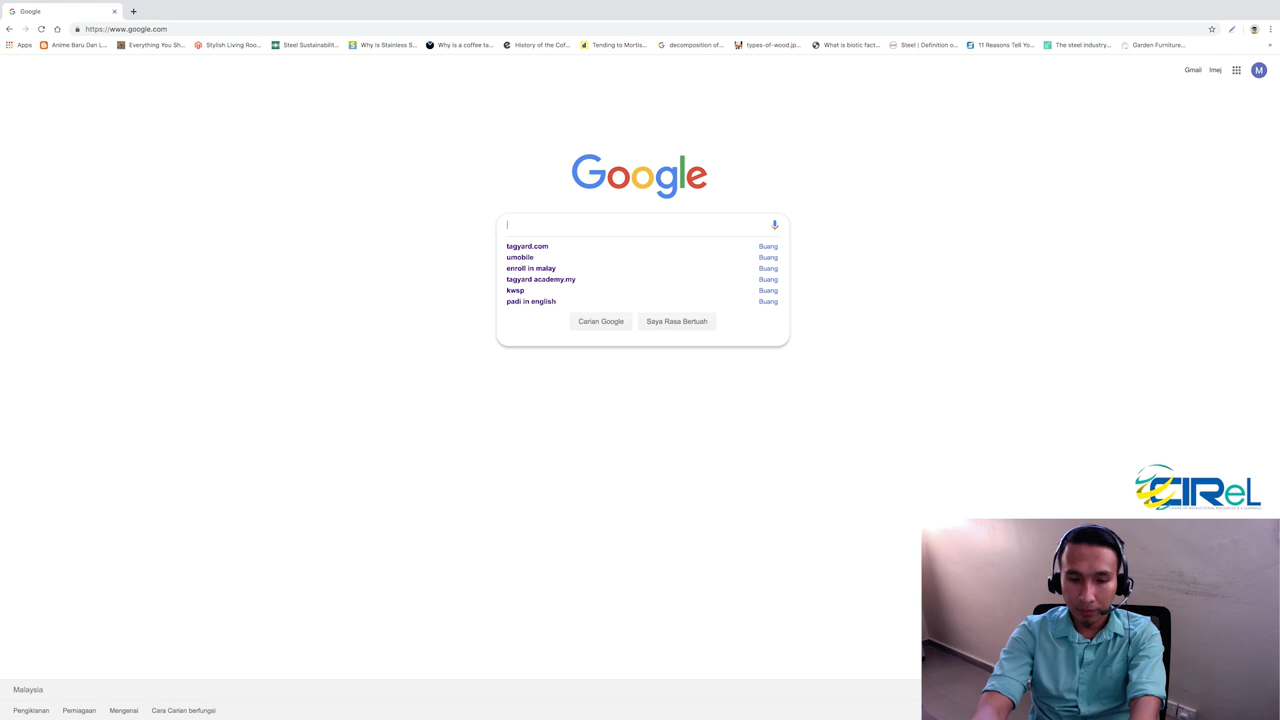 Google
https://www.google.com
Apps
Anime Baru Dan L...
Everything You Sh...
Stylish Living Roo...
Steel Sustainabilit...
Why Is Stainless S...
Why is a coffee ta...
History of the Cof...
Tending to Mortis...
decomposition of...
types-of-wood.jp...
What is biotic fact...
Steel | Definition o...
11 Reasons Tell Yo...
The steel industry...
Garden Furniture...
Gmail
Imej
M
Google
tagyard.com Buang
umobile Buang
enroll in malay Buang
tagyard academy.my Buang
kwsp Buang
padi in english Buang
Carian Google
Saya Rasa Bertuah
CIReL
Malaysia
Pengiklanan
Perniagaan
Mengenai
Cara Carian berfungsi